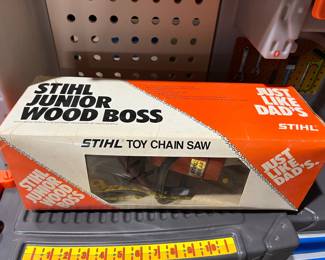 STIHL
JUNIOR
WOOD BOSS
JUST
LIKE
DAD'S.
STIHL
STIHL TOY CHAIN SAW
STIHL
JUNIOR
WOOD
BOSS
JUST
LIKE
DAD'S.